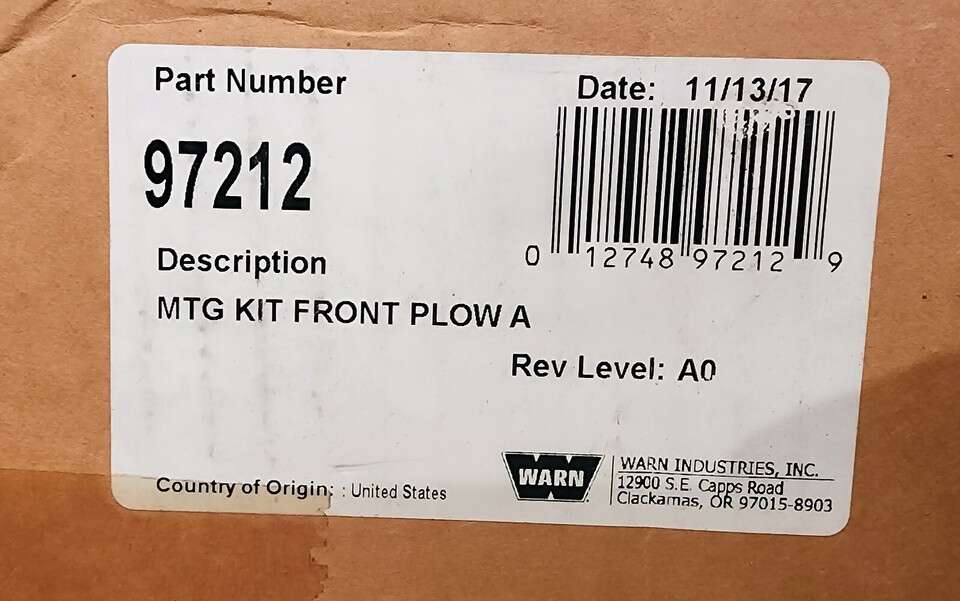 Part Number
Date: 11/13/17
97212
0 12748 97212 9
Description
MTG KIT FRONT PLOW A
Rev Level: A0
WARN
WARN INDUSTRIES, INC.
12900 S.E. Capps Road
Clackamas, OR 97015-8903
Country of Origin: : United States